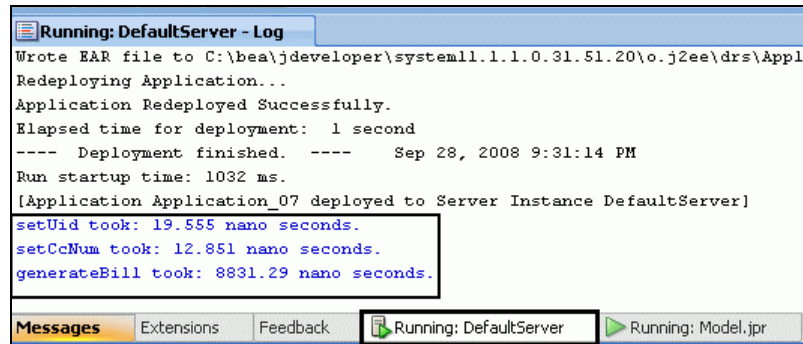 Running: DefaultServer - Log
Wrote EAR file to C:\bea\jdeveloper\system11.1.1.0.31.51.20\o.j2ee\drs\Appl
Redeploying Application...
Application Redeployed Successfully.
Elapsed time for deployment:  1 second
----  Deployment finished.  ----    Sep 28, 2008 9:31:14 PM
Run startup time: 1032 ms.
[Application Application_07 deployed to Server Instance DefaultServer]
setUid took: 19.555 nano seconds.
setCcNum took: 12.851 nano seconds.
generateBill took: 8831.29 nano seconds.
Messages Extensions Feedback Running: DefaultServer Running: Model.jpr